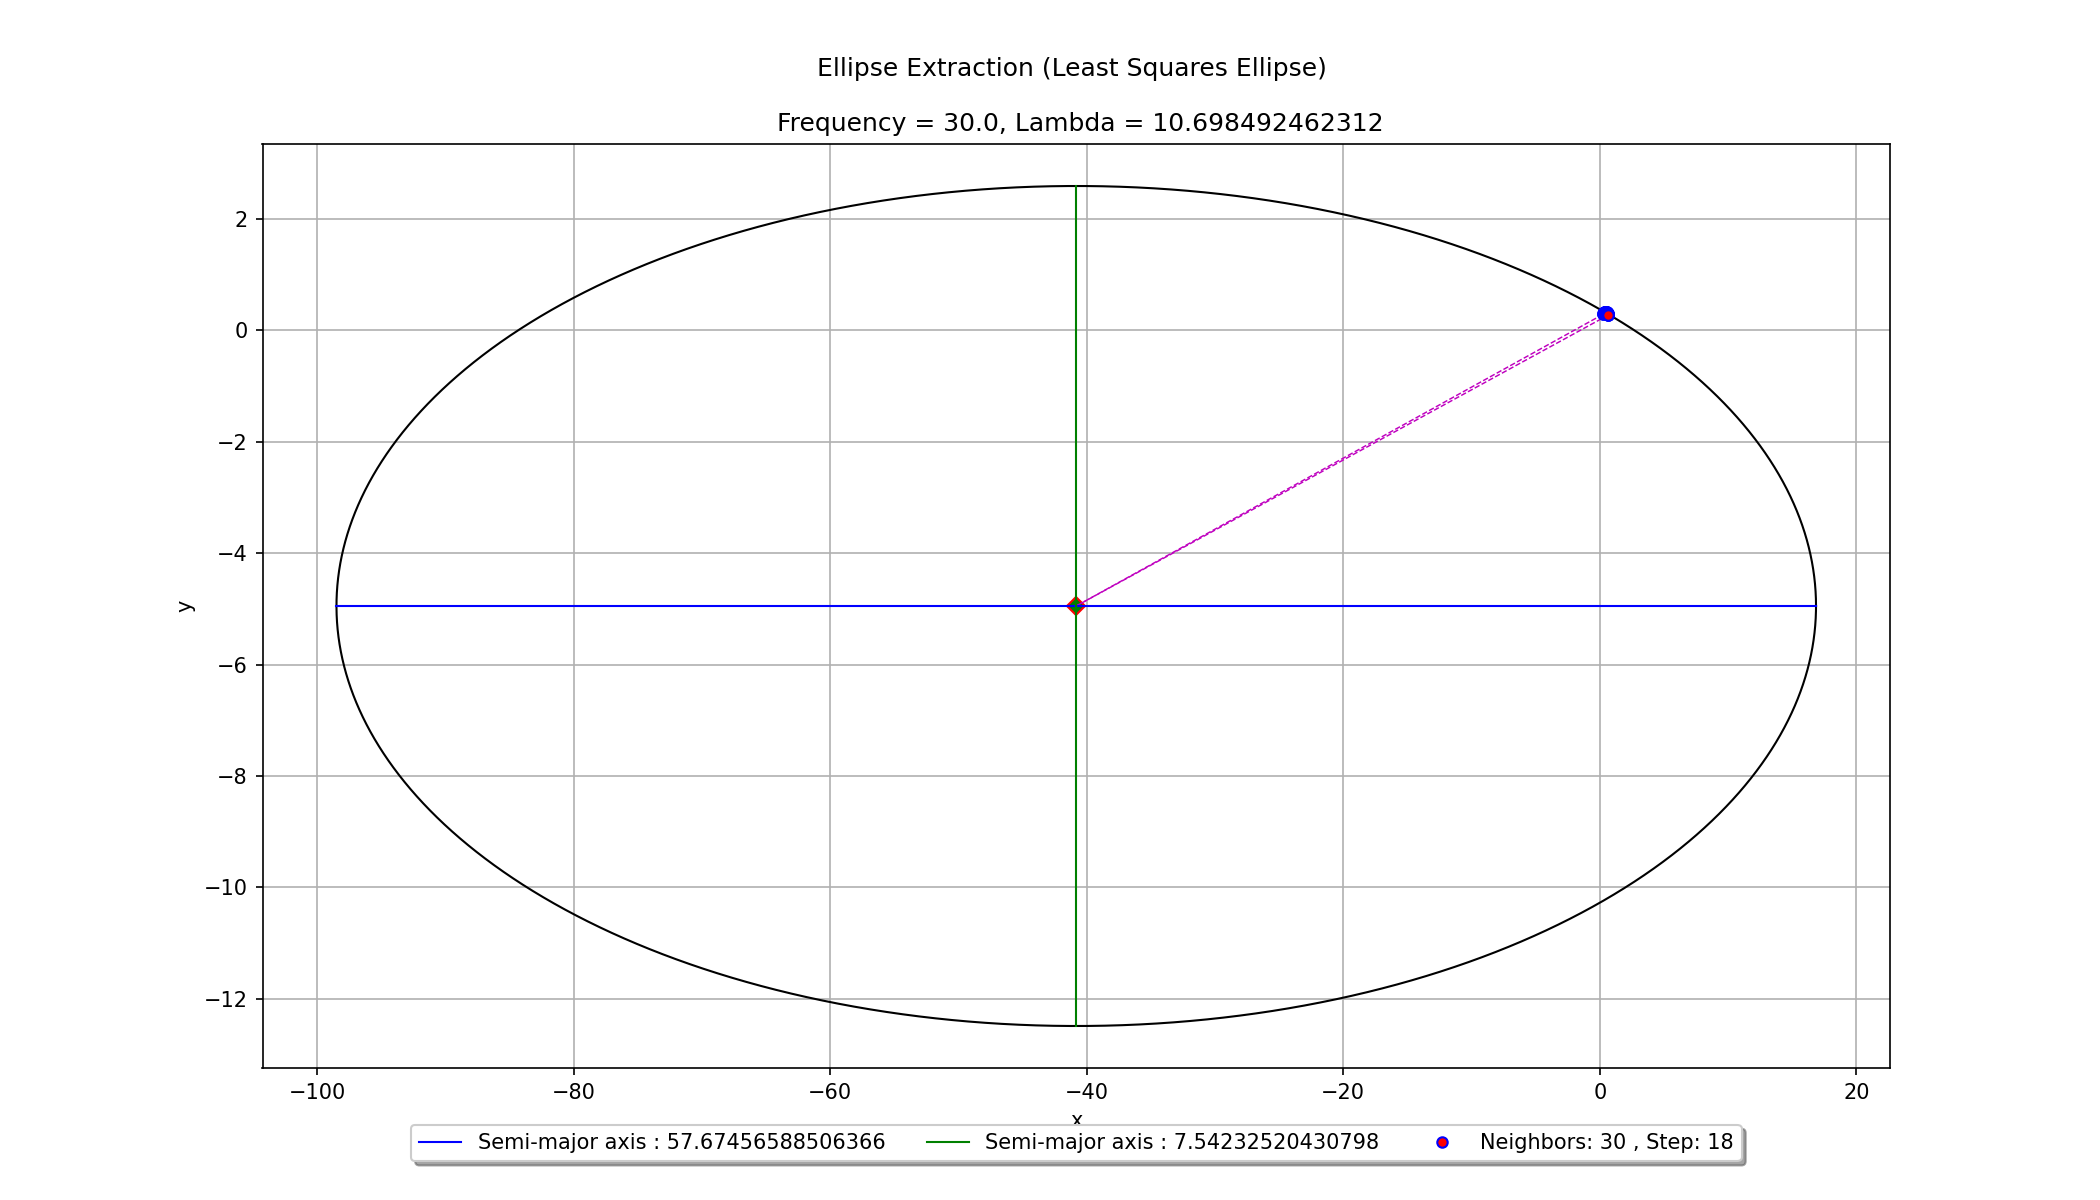 Ellipse Extraction (Least Squares Ellipse)
Frequency = 30.0, Lambda = 10.698492462312
2
0
−2
−4
−6
−8
−10
−12
y
−100 −80 −60 −40 −20 0 20
x
Semi-major axis : 57.67456588506366 Semi-major axis : 7.54232520430798 Neighbors: 30 , Step: 18